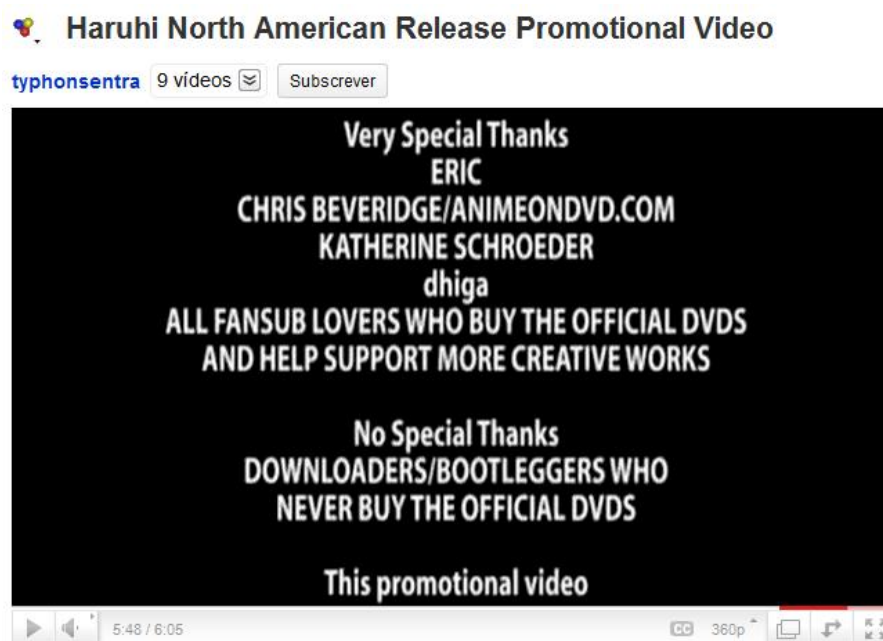 Haruhi North American Release Promotional Video
typhonsentra 9 vídeos Subscrever
Very Special Thanks
ERIC
CHRIS BEVERIDGE/ANIMEONDVD.COM
KATHERINE SCHROEDER
dhiga
ALL FANSUB LOVERS WHO BUY THE OFFICIAL DVDS
AND HELP SUPPORT MORE CREATIVE WORKS
No Special Thanks
DOWNLOADERS/BOOTLEGGERS WHO
NEVER BUY THE OFFICIAL DVDS
This promotional video
5:48 / 6:05 CC 360p